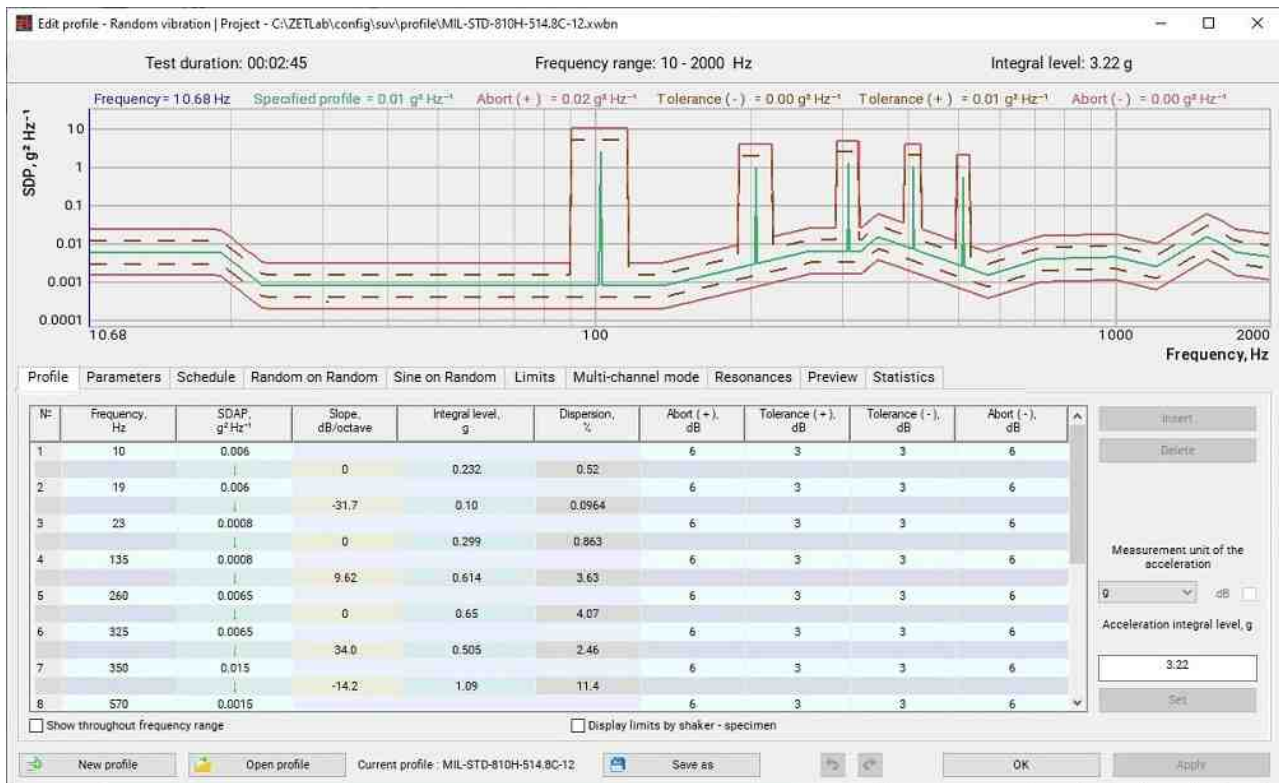 Edit profile - Random vibration | Project - C:\ZETLab\config\suv\profile\MIL-STD-810H-514.8C-12.xwbn
Test duration: 00:02:45 Frequency range: 10 - 2000 Hz Integral level: 3.22 g
Frequency = 10.68 Hz Specified profile = 0.01 g² Hz⁻¹ Abort ( + ) = 0.02 g² Hz⁻¹ Tolerance ( - ) = 0.00 g² Hz⁻¹ Tolerance ( + ) = 0.01 g² Hz⁻¹ Abort ( - ) = 0.00 g² Hz⁻¹
SDP, g² Hz⁻¹
10
1
0.1
0.01
0.001
0.0001
10.68 100 1000 2000
Frequency, Hz
Profile Parameters Schedule Random on Random Sine on Random Limits Multi-channel mode Resonances Preview Statistics
Nº Frequency, Hz SDAP, g².Hz⁻¹ Slope, dB/octave Integral level, g Dispersion, % Abort ( + ), dB Tolerance ( + ), dB Tolerance ( - ), dB Abort ( - ), dB
1 10 0.006 6 3 3 6
0 0.232 0.52
2 19 0.006 6 3 3 6
-31.7 0.10 0.0964
3 23 0.0008 6 3 3 6
0 0.299 0.863
4 135 0.0008 6 3 3 6
9.62 0.614 3.63
5 260 0.0065 6 3 3 6
0 0.65 4.07
6 325 0.0065 6 3 3 6
34.0 0.505 2.46
7 350 0.015 6 3 3 6
-14.2 1.09 11.4
8 570 0.0015 6 3 3 6
Insert
Delete
Measurement unit of the
acceleration
g dB
Acceleration integral level, g
3.22
Set
Show throughout frequency range Display limits by shaker - specimen
New profile Open profile Current profile : MIL-STD-810H-514.8C-12 Save as OK Apply